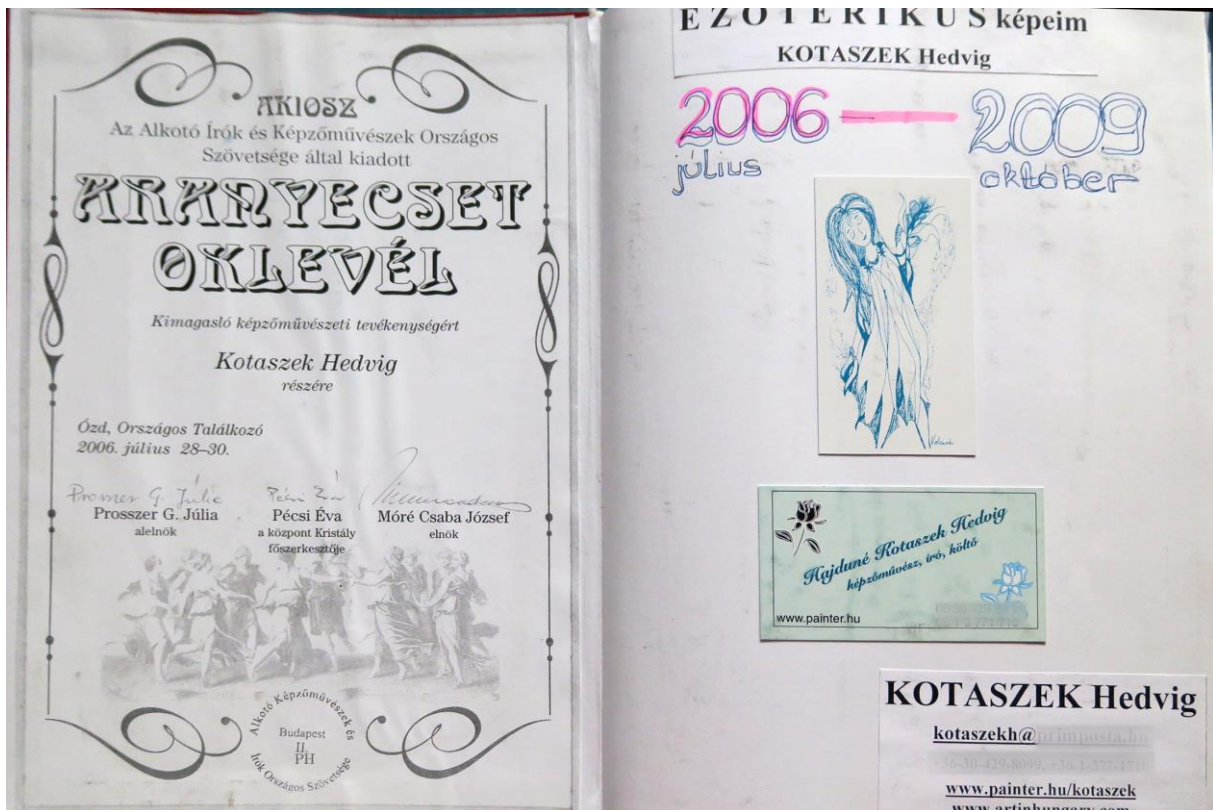 AKIOSZ
Az Alkotó Írók és Képzőművészek Országos
Szövetsége által kiadott
ARANYECSET
OKLEVÉL
Kimagasló képzőművészeti tevékenységért
Kotaszek Hedvig
részére
Ózd, Országos Találkozó
2006. július 28–30.
Prosszer G. Júlia
Pécsi Éva
Prosszer G. Júlia
alelnök
Pécsi Éva
a központ Kristály
főszerkesztője
Móré Csaba József
elnök
Alkotó Képzőművészek és
Írók Országos Szövetsége
Budapest
II.
PH
EZOTERIKUS képeim
KOTASZEK Hedvig
2006 — 2009
július
október
Hajduné Kotaszek Hedvig
képzőművész, író, költő
www.painter.hu
KOTASZEK Hedvig
kotaszekh@
www.painter.hu/kotaszek
www.artinhungary.com